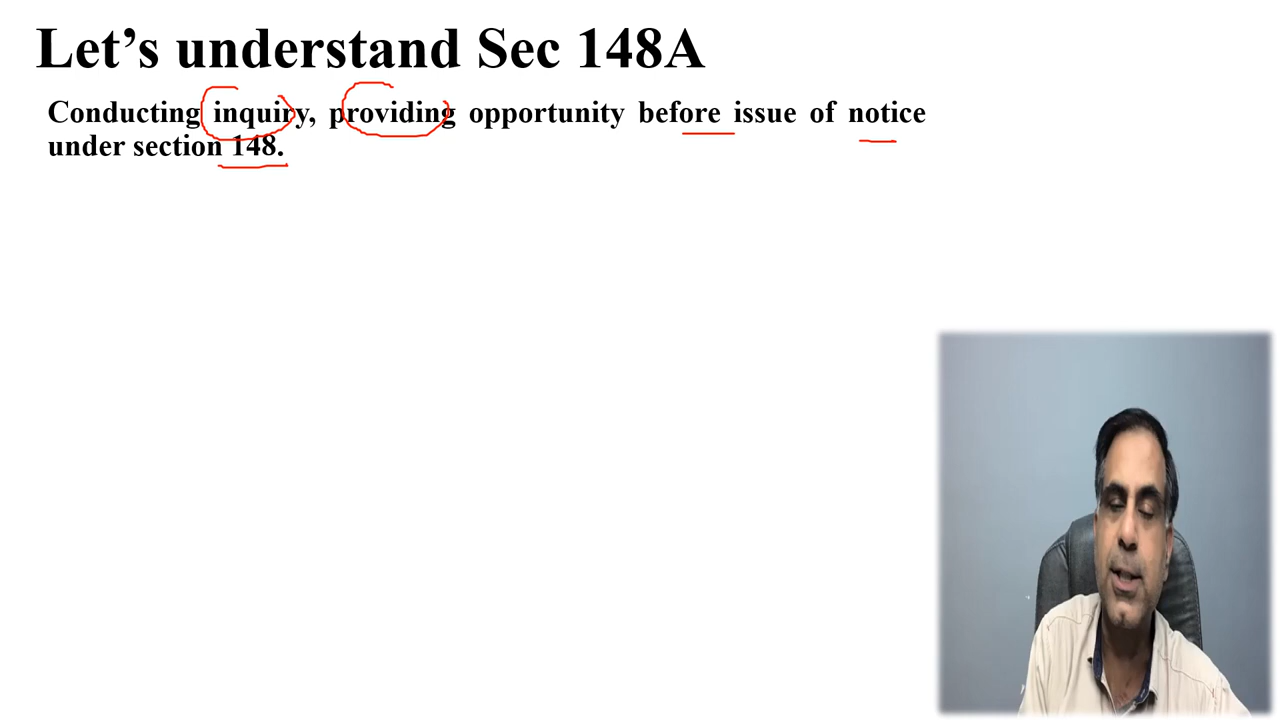 Let’s understand Sec 148A
Conducting inquiry, providing opportunity before issue of notice
under section 148.